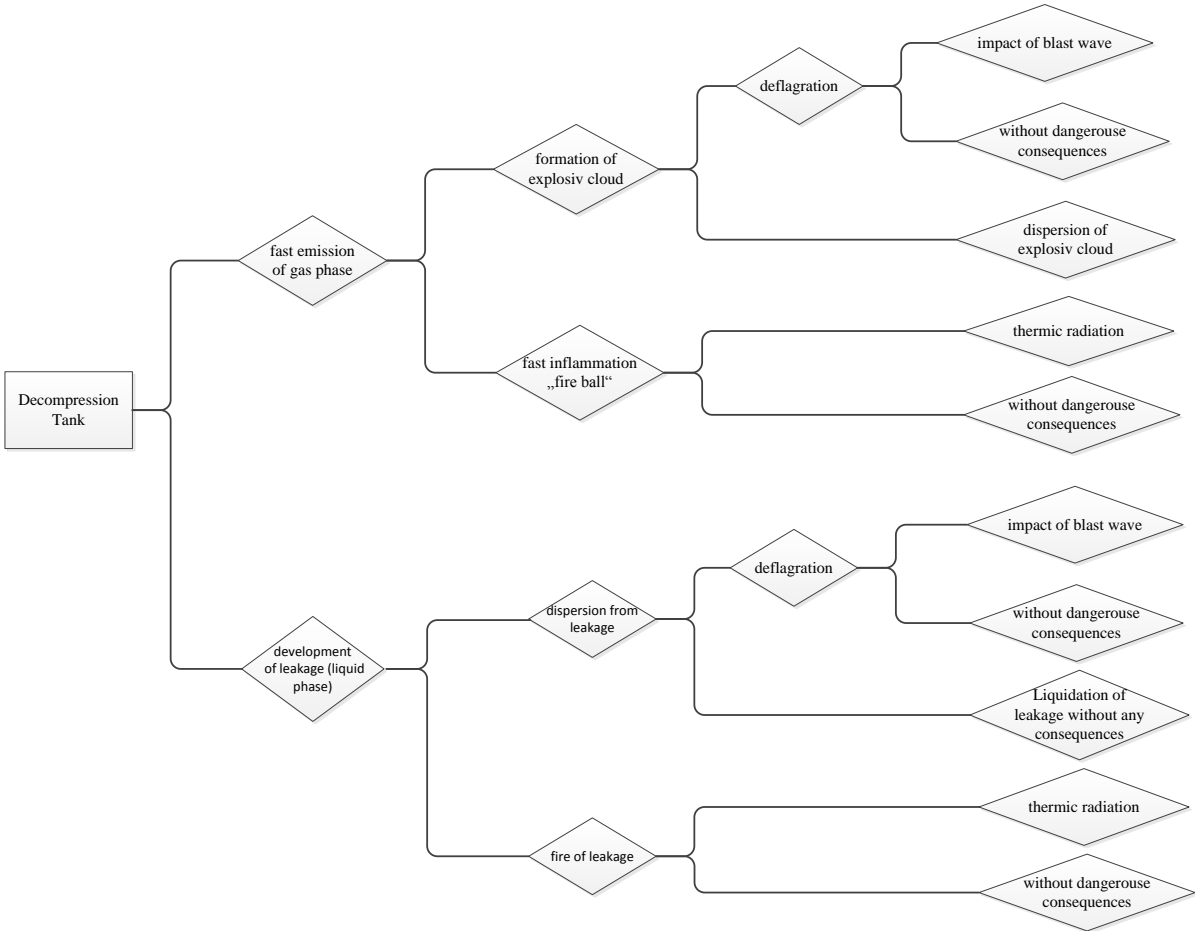 impact of blast wave
deflagration
without dangerouse
consequences
formation of
explosiv cloud
dispersion of
explosiv cloud
fast emission
of gas phase
thermic radiation
fast inflammation
„fire ball“
without dangerouse
consequences
Decompression
Tank
impact of blast wave
deflagration
without dangerouse
consequences
dispersion from
leakage
development
of leakage (liquid
phase)
Liquidation of
leakage without any
consequences
thermic radiation
fire of leakage
without dangerouse
consequences